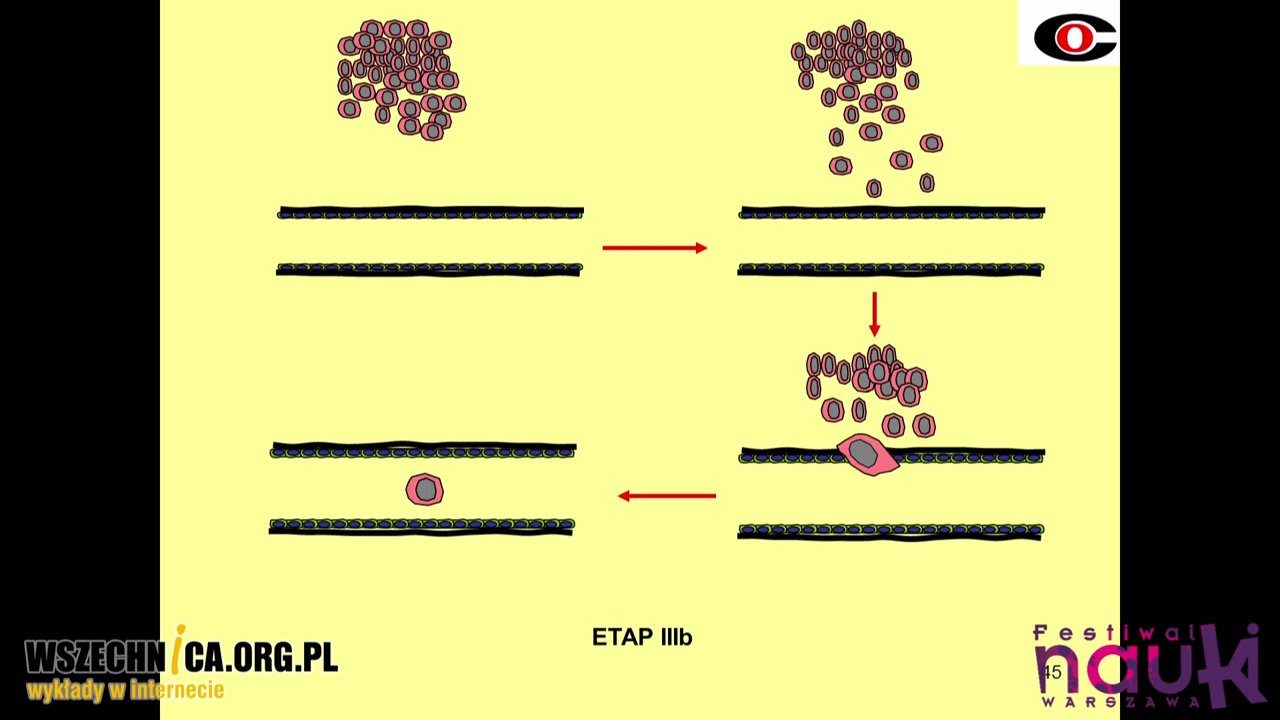 ETAP IIIb
WSZECHNiCA.ORG.PL
wykłady w internecie
Festiwal
nauki
45
WARSZAWA